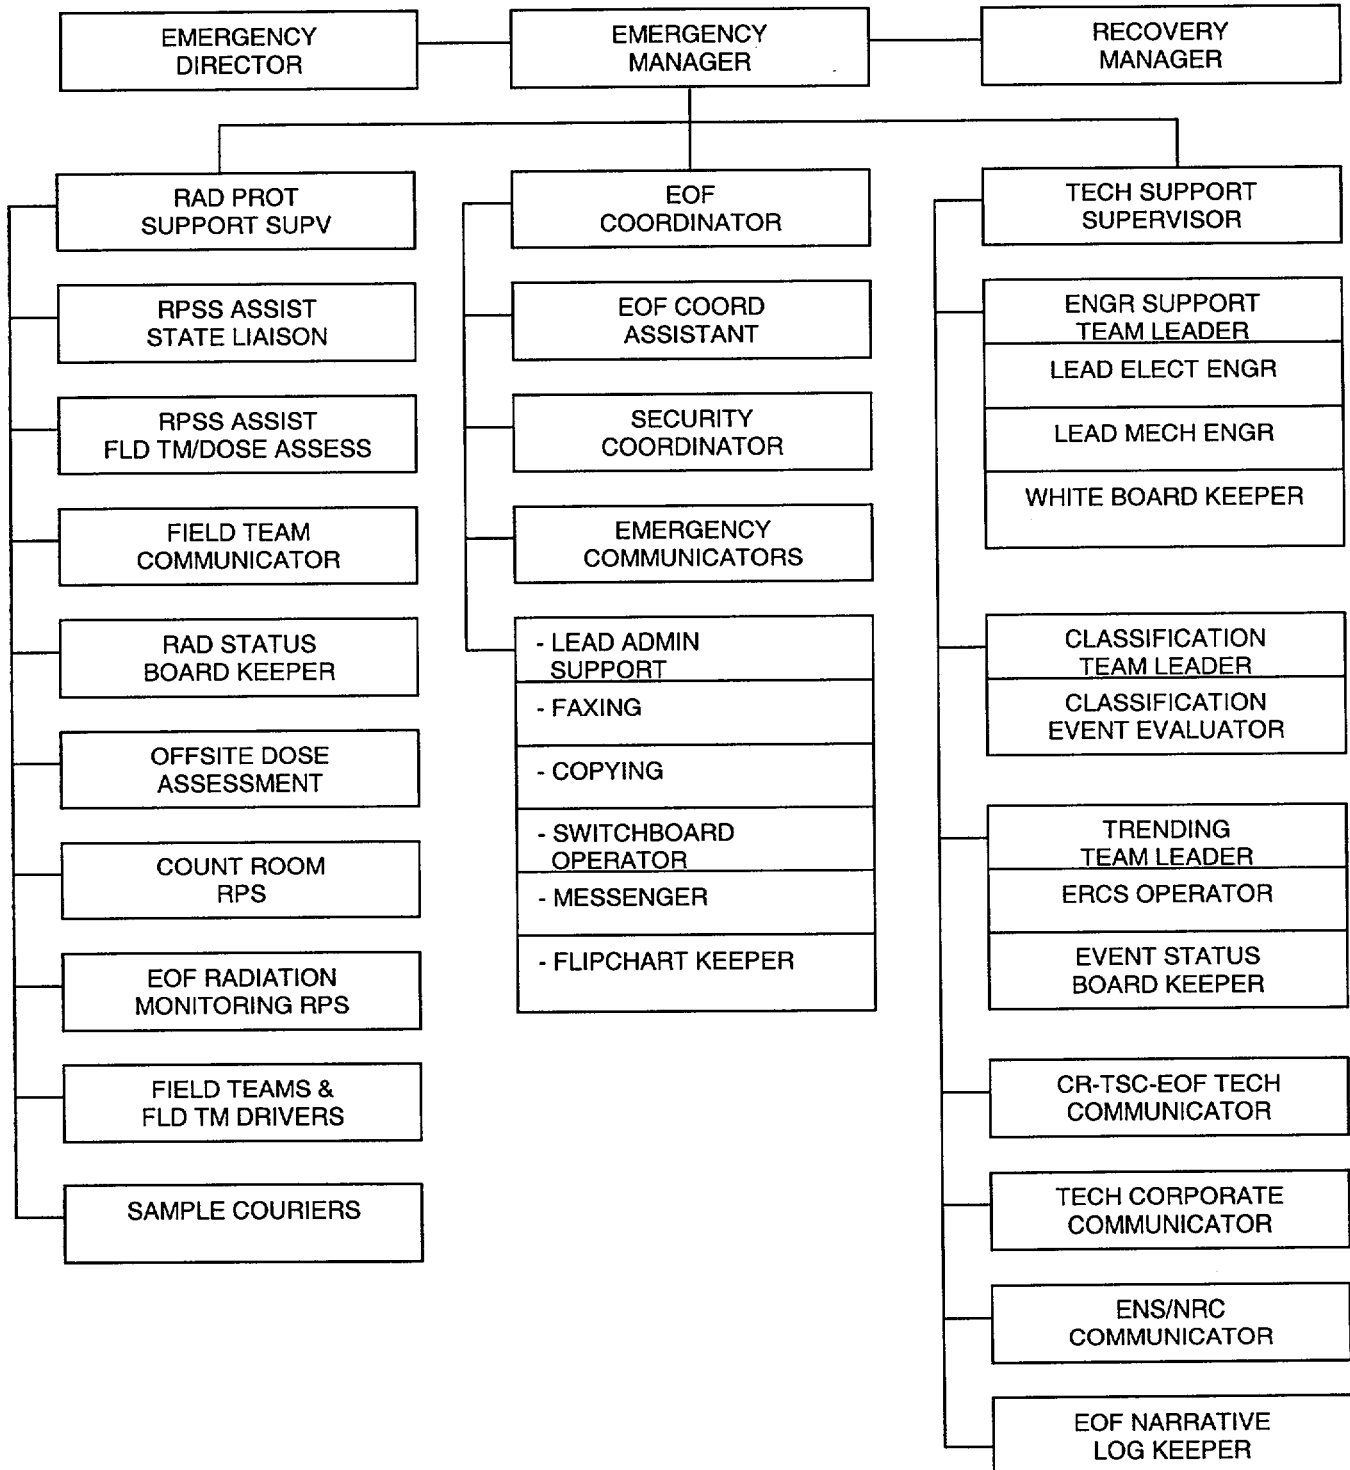 EMERGENCY
DIRECTOR
EMERGENCY
MANAGER
RECOVERY
MANAGER
RAD PROT
SUPPORT SUPV
RPSS ASSIST
STATE LIAISON
RPSS ASSIST
FLD TM/DOSE ASSESS
FIELD TEAM
COMMUNICATOR
RAD STATUS
BOARD KEEPER
OFFSITE DOSE
ASSESSMENT
COUNT ROOM
RPS
EOF RADIATION
MONITORING RPS
FIELD TEAMS &
FLD TM DRIVERS
SAMPLE COURIERS
EOF
COORDINATOR
EOF COORD
ASSISTANT
SECURITY
COORDINATOR
EMERGENCY
COMMUNICATORS
- LEAD ADMIN
SUPPORT
- FAXING
- COPYING
- SWITCHBOARD
OPERATOR
- MESSENGER
- FLIPCHART KEEPER
TECH SUPPORT
SUPERVISOR
ENGR SUPPORT
TEAM LEADER
LEAD ELECT ENGR
LEAD MECH ENGR
WHITE BOARD KEEPER
CLASSIFICATION
TEAM LEADER
CLASSIFICATION
EVENT EVALUATOR
TRENDING
TEAM LEADER
ERCS OPERATOR
EVENT STATUS
BOARD KEEPER
CR-TSC-EOF TECH
COMMUNICATOR
TECH CORPORATE
COMMUNICATOR
ENS/NRC
COMMUNICATOR
EOF NARRATIVE
LOG KEEPER